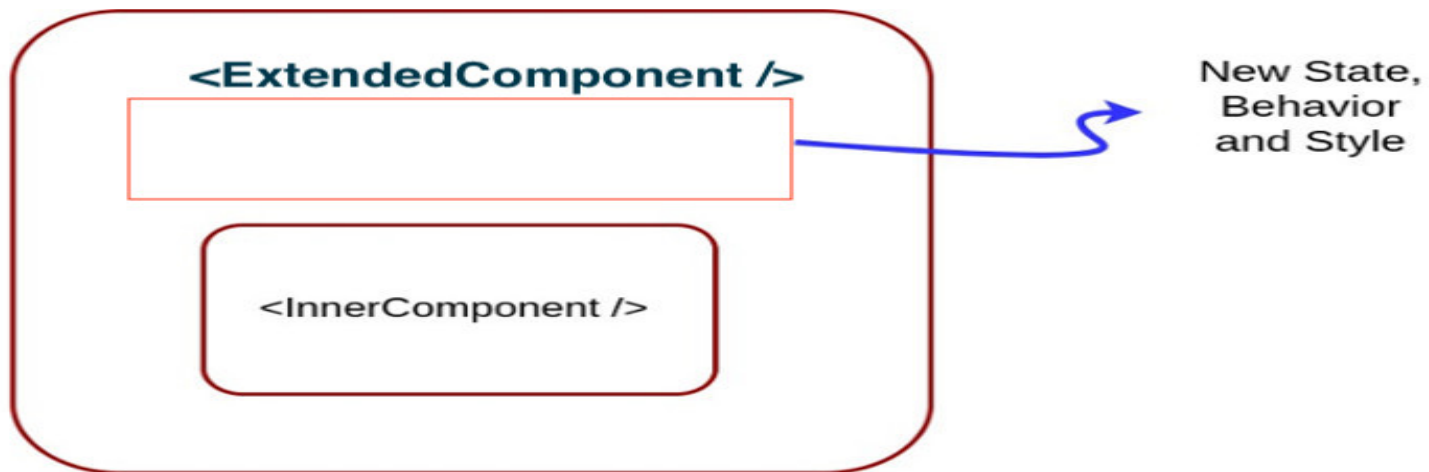 <ExtendedComponent />
New State,
Behavior
and Style
<InnerComponent />